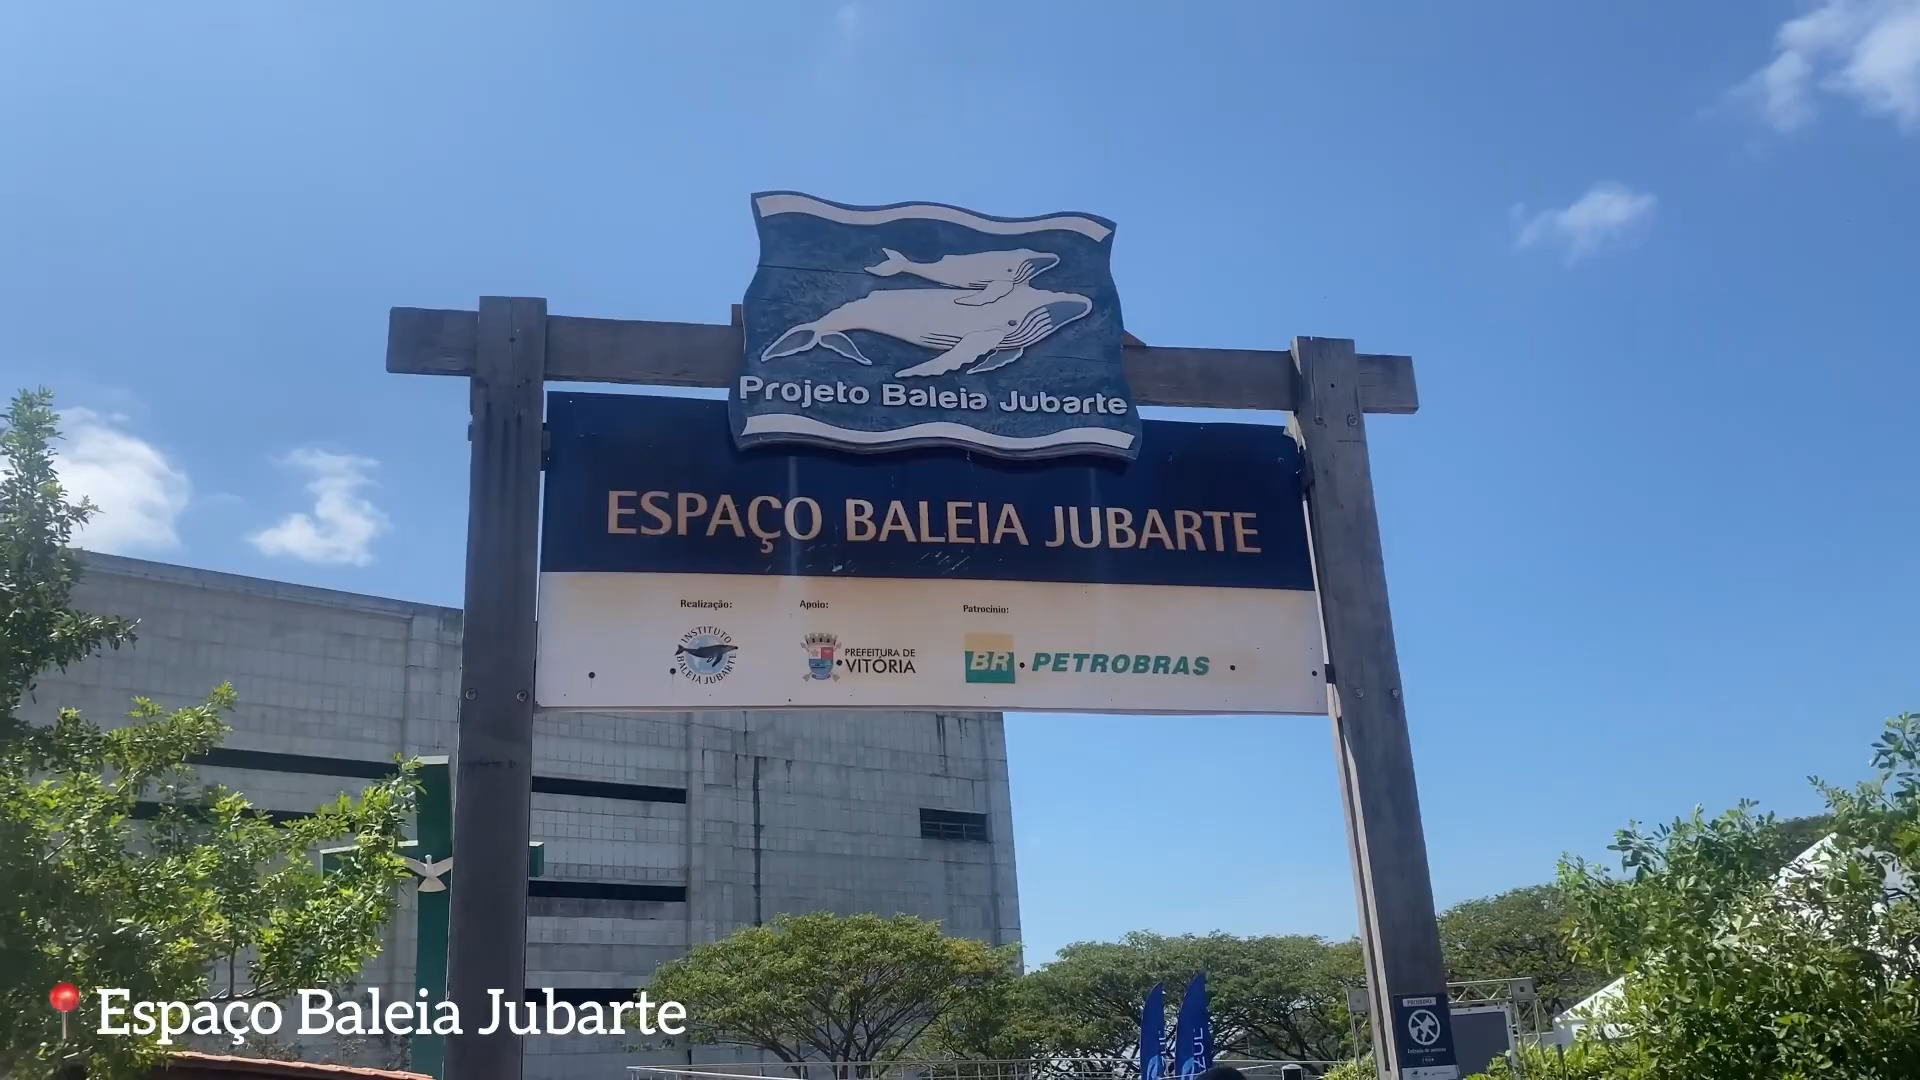 Projeto Baleia Jubarte
ESPAÇO BALEIA JUBARTE
Realização:
Apoio:
Patrocínio:
INSTITUTO BALEIA JUBARTE
PREFEITURA DE
VITÓRIA
BR PETROBRAS
PROIBIDO
Espaço Baleia Jubarte